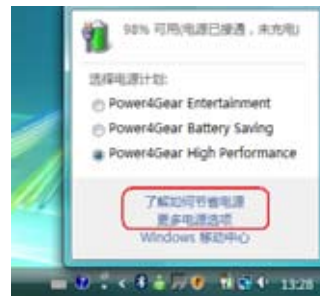 98% 可用(电源已接通，未充电)
选择电源计划:
Power4Gear Entertainment
Power4Gear Battery Saving
Power4Gear High Performance
了解如何节省电源
更多电源选项
Windows 移动中心
13:28